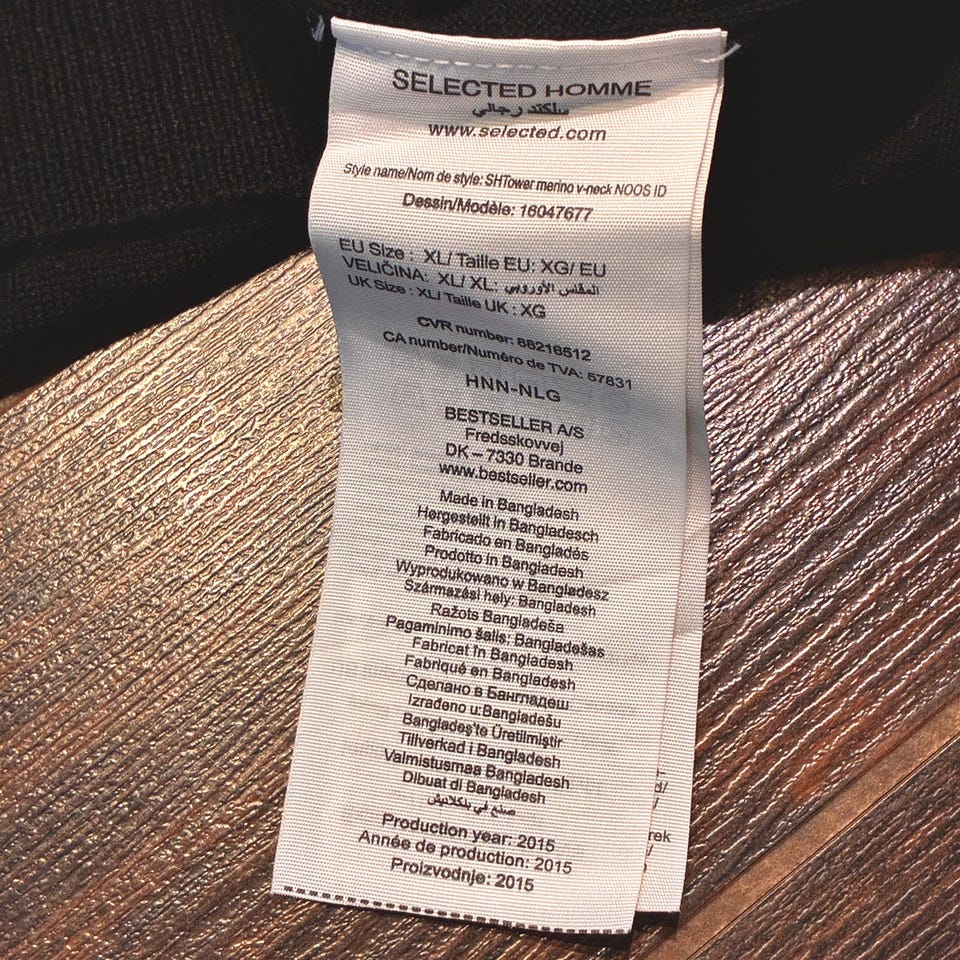 SELECTED HOMME
سلكتد رجالي
www.selected.com
Style name/Nom de style: SHTower merino v-neck NOOS ID
Dessin/Modèle: 16047677
EU Size : XL/ Taille EU: XG/ EU
VELIČINA: XL/ XL: المقاس الأوروبي
UK Size : XL/ Taille UK : XG
CVR number: 88216512
CA number/Numéro de TVA: 57831
HNN-NLG
BESTSELLER A/S
Fredsskovvej
DK – 7330 Brande
www.bestseller.com
Made in Bangladesh
Hergestellt in Bangladesch
Fabricado en Bangladés
Prodotto in Bangladesh
Wyprodukowano w Bangladesz
Származási hely: Bangladesh
Ražots Bangladeša
Pagaminimo šalis: Bangladešas
Fabricat în Bangladesh
Fabriqué en Bangladesh
Сделано в Бангладеш
Izrađeno u:Bangladešu
Bangladeş'te Üretilmiştir
Tillverkad i Bangladesh
Valmistusmaa Bangladesh
Dibuat di Bangladesh
صنع في بنكلاديش
Production year: 2015
Année de production: 2015
Proizvodnje: 2015